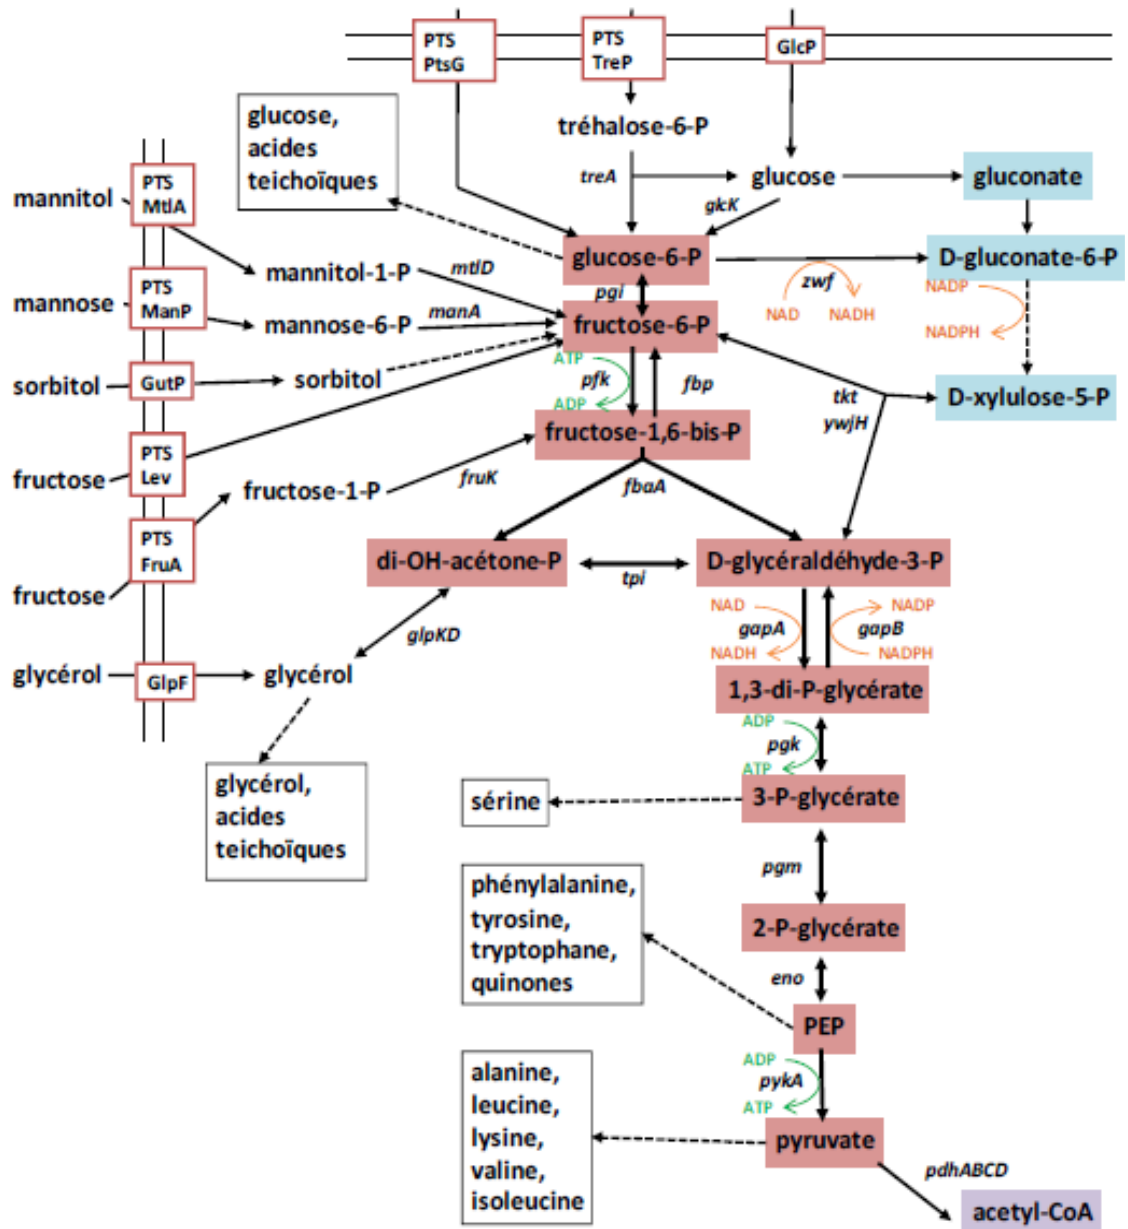 PTS
PtsG
PTS
TreP
GlcP
glucose,
acides
teichoïques
tréhalose-6-P
treA
glucose
gluconate
gckK
mannitol
PTS
MtlA
glucose-6-P
D-gluconate-6-P
mannitol-1-P
mtlD
pgi
zwf
NAD
NADH
NADP
NADPH
mannose
PTS
ManP
mannose-6-P
manA
fructose-6-P
sorbitol
GutP
sorbitol
ATP
pfk
ADP
fbp
tkt
ywjH
D-xylulose-5-P
fructose-1,6-bis-P
fructose
PTS
Lev
fructose-1-P
fruK
fbaA
PTS
FruA
fructose
di-OH-acétone-P
tpi
D-glycéraldéhyde-3-P
NAD
gapA
NADH
NADP
gapB
NADPH
glpKD
glycérol
GlpF
glycérol
1,3-di-P-glycérate
ADP
pgk
ATP
glycérol,
acides
teichoïques
sérine
3-P-glycérate
pgm
phénylalanine,
tyrosine,
tryptophane,
quinones
2-P-glycérate
eno
PEP
ADP
pykA
ATP
alanine,
leucine,
lysine,
valine,
isoleucine
pyruvate
pdhABCD
acetyl-CoA